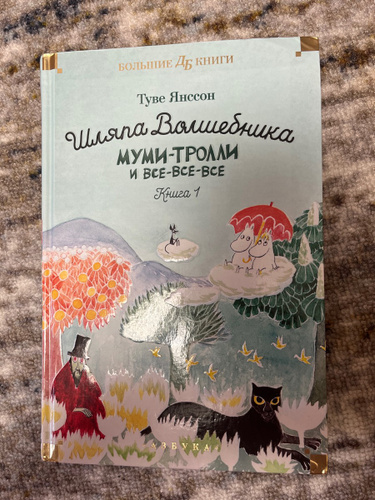 БОЛЬШИЕ ДБ КНИГИ
Туве Янссон
Шляпа Волшебника
МУМИ-ТРОЛЛИ
И ВСЕ-ВСЕ-ВСЕ
Книга 1
АЗБУКА